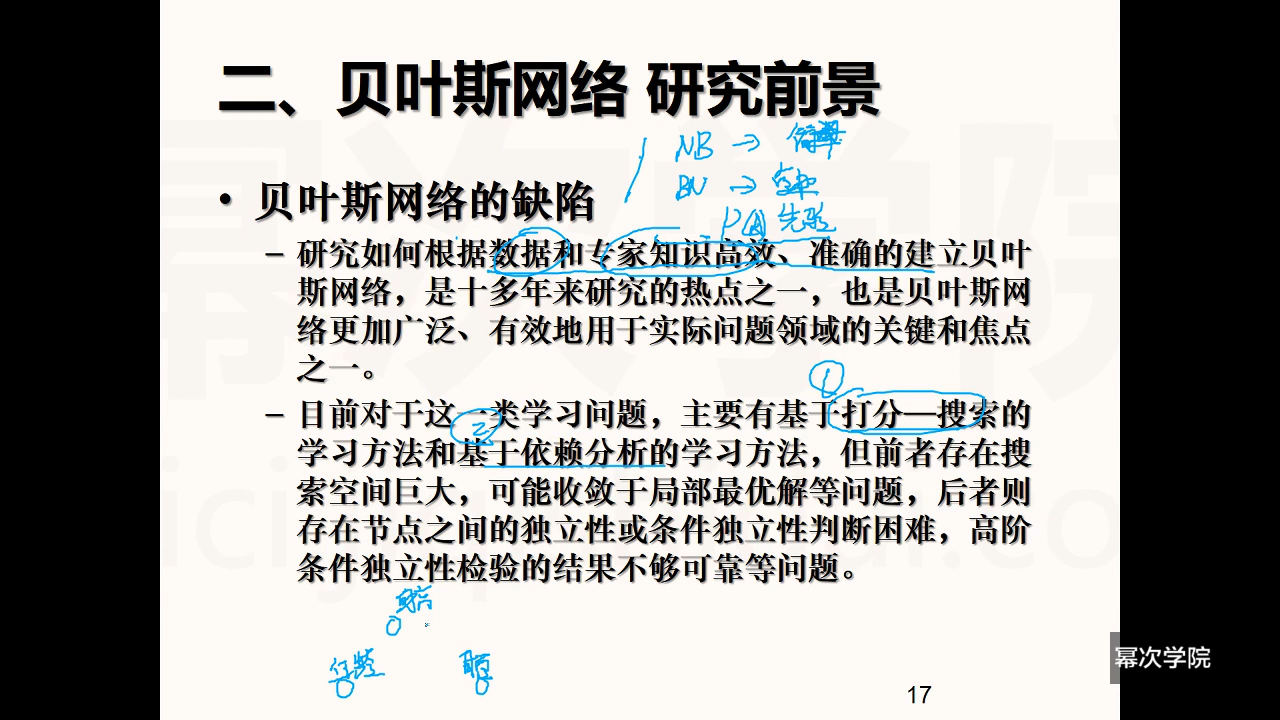 二、贝叶斯网络 研究前景
NB → 简单
BN →
P(A) 先验
• 贝叶斯网络的缺陷
– 研究如何根据数据和专家知识高效、准确的建立贝叶
斯网络，是十多年来研究的热点之一，也是贝叶斯网
络更加广泛、有效地用于实际问题领域的关键和焦点
之一。
①
– 目前对于这一类学习问题，主要有基于打分—搜索的
②
学习方法和基于依赖分析的学习方法，但前者存在搜
索空间巨大，可能收敛于局部最优解等问题，后者则
存在节点之间的独立性或条件独立性判断困难，高阶
条件独立性检验的结果不够可靠等问题。
身高
年龄
幂次学院
17